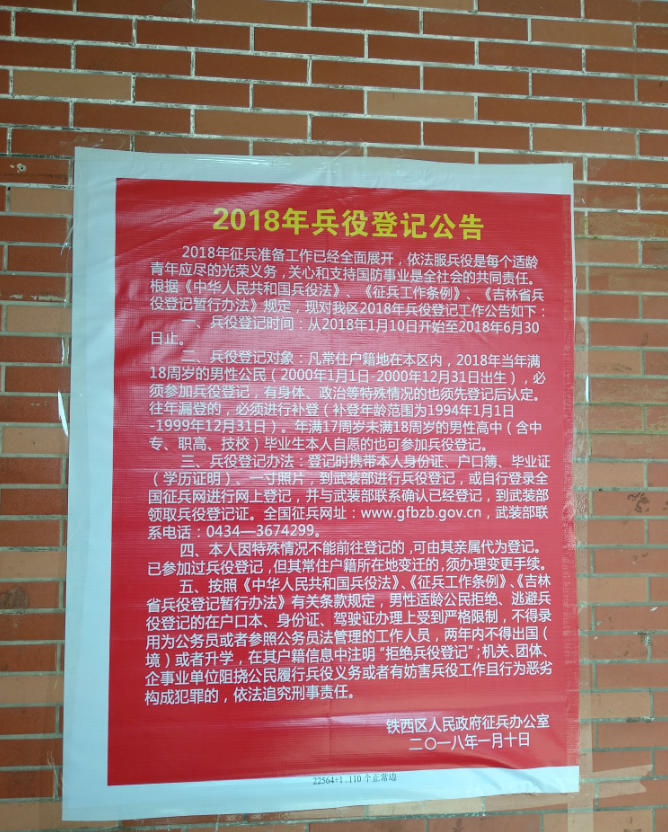 2018年兵役登记公告
2018年征兵准备工作已经全面展开，依法服兵役是每个适龄
青年应尽的光荣义务，关心和支持国防事业是全社会的共同责任。
根据《中华人民共和国兵役法》、《征兵工作条例》、《吉林省兵
役登记暂行办法》规定，现对我区2018年兵役登记工作公告如下：
一、兵役登记时间：从2018年1月10日开始至2018年6月30
日止。
二、兵役登记对象：凡常住户籍地在本区内，2018年当年满
18周岁的男性公民（2000年1月1日-2000年12月31日出生），必
须参加兵役登记，有身体、政治等特殊情况的也须先登记后认定。
往年漏登的，必须进行补登（补登年龄范围为1994年1月1日
-1999年12月31日）。年满17周岁未满18周岁的男性高中（含中
专、职高、技校）毕业生本人自愿的也可参加兵役登记。
三、兵役登记办法：登记时携带本人身份证、户口簿、毕业证
（学历证明）、一寸照片，到武装部进行兵役登记，或自行登录全
国征兵网进行网上登记，并与武装部联系确认已经登记，到武装部
领取兵役登记证。全国征兵网址：www.gfbzb.gov.cn，武装部联
系电话：0434—3674299。
四、本人因特殊情况不能前往登记的，可由其亲属代为登记。
已参加过兵役登记，但其常住户籍所在地变迁的，须办理变更手续。
五、按照《中华人民共和国兵役法》、《征兵工作条例》、《吉林
省兵役登记暂行办法》有关条款规定，男性适龄公民拒绝、逃避兵
役登记的在户口本、身份证、驾驶证办理上受到严格限制，不得录
用为公务员或者参照公务员法管理的工作人员，两年内不得出国（
境）或者升学，在其户籍信息中注明“拒绝兵役登记”；机关、团体、
企事业单位阻挠公民履行兵役义务或者有妨害兵役工作且行为恶劣
构成犯罪的，依法追究刑事责任。
铁西区人民政府征兵办公室
二〇一八年一月十日
22564+1.110个正常边